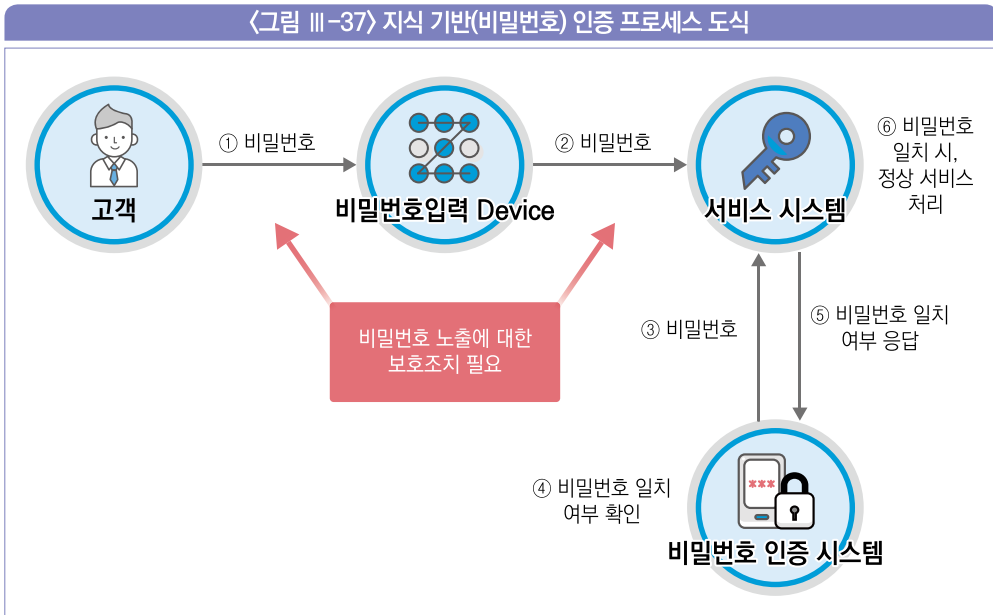 〈그림 Ⅲ-37〉 지식 기반(비밀번호) 인증 프로세스 도식
고객
① 비밀번호
비밀번호입력 Device
② 비밀번호
서비스 시스템
⑥ 비밀번호
일치 시,
정상 서비스
처리
비밀번호 노출에 대한
보호조치 필요
③ 비밀번호
⑤ 비밀번호 일치
여부 응답
④ 비밀번호 일치
여부 확인
***
비밀번호 인증 시스템